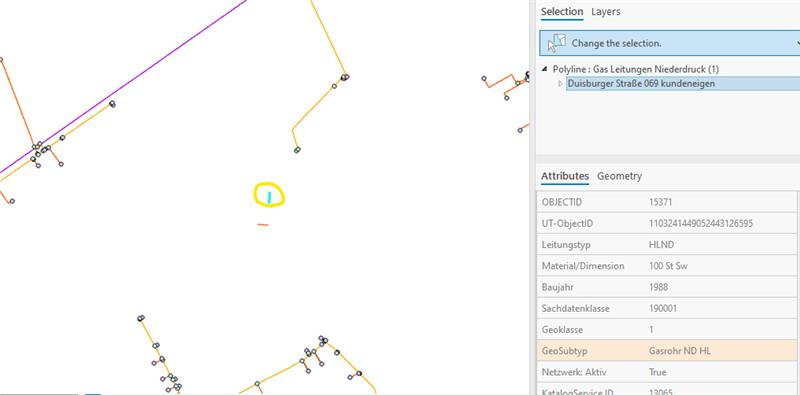 Selection Layers
Change the selection.
Polyline : Gas Leitungen Niederdruck (1)
Duisburger Straße 069 kundeneigen
Attributes Geometry
OBJECTID 15371
UT-ObjectID 1103241449052443126595
Leitungstyp HLND
Material/Dimension 100 St Sw
Baujahr 1988
Sachdatenklasse 190001
Geoklasse 1
GeoSubtyp Gasrohr ND HL
Netzwerk: Aktiv True
KatalogService.ID 13065